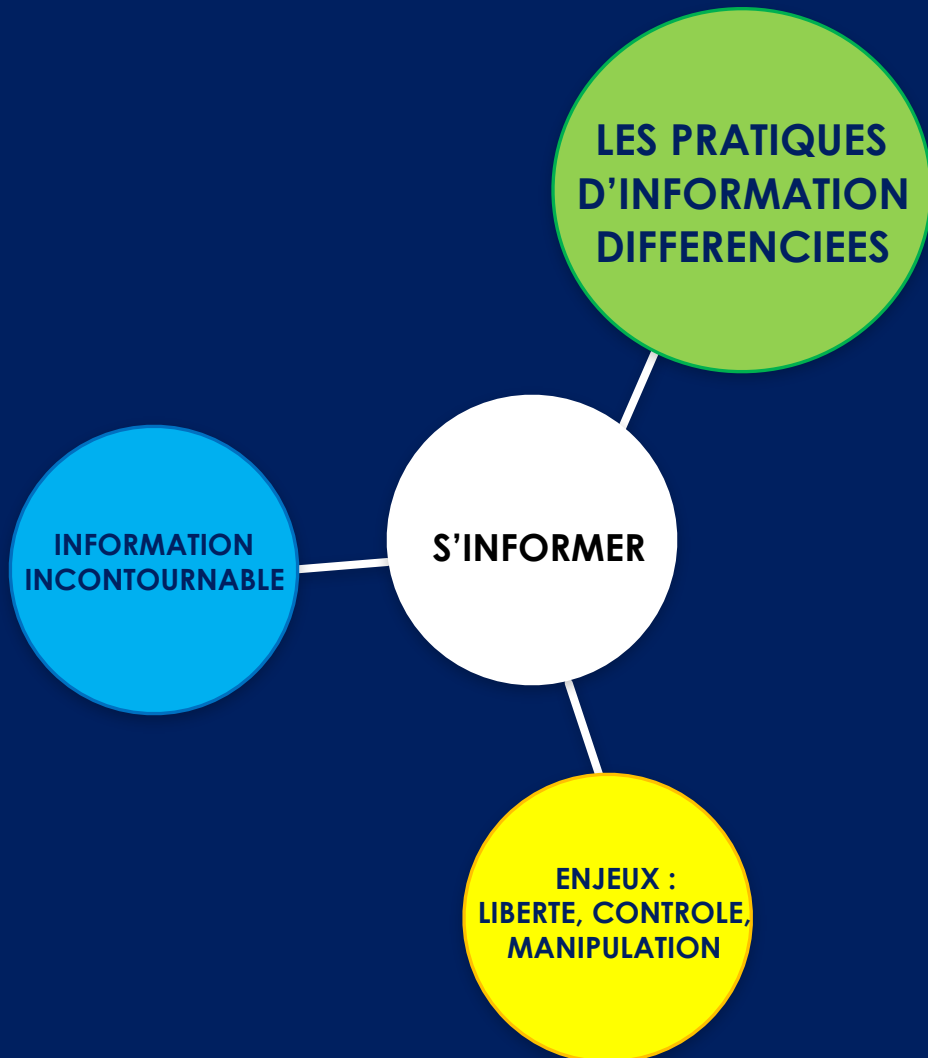 LES PRATIQUES
D'INFORMATION
DIFFERENCIEES
INFORMATION
INCONTOURNABLE
S'INFORMER
ENJEUX :
LIBERTE, CONTROLE,
MANIPULATION